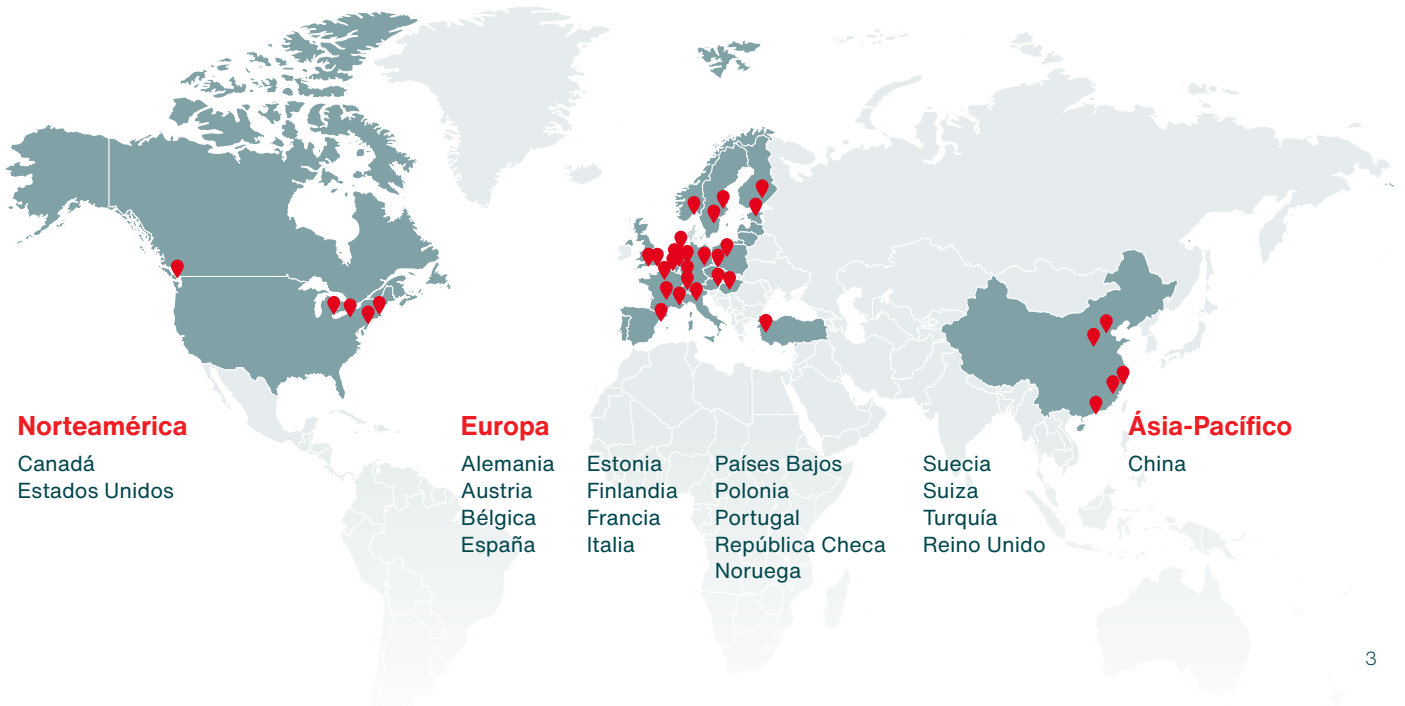 Norteamérica
Canadá
Estados Unidos
Europa
Alemania
Austria
Bélgica
España
Estonia
Finlandia
Francia
Italia
Países Bajos
Polonia
Portugal
República Checa
Noruega
Suecia
Suiza
Turquía
Reino Unido
Ásia-Pacífico
China
3